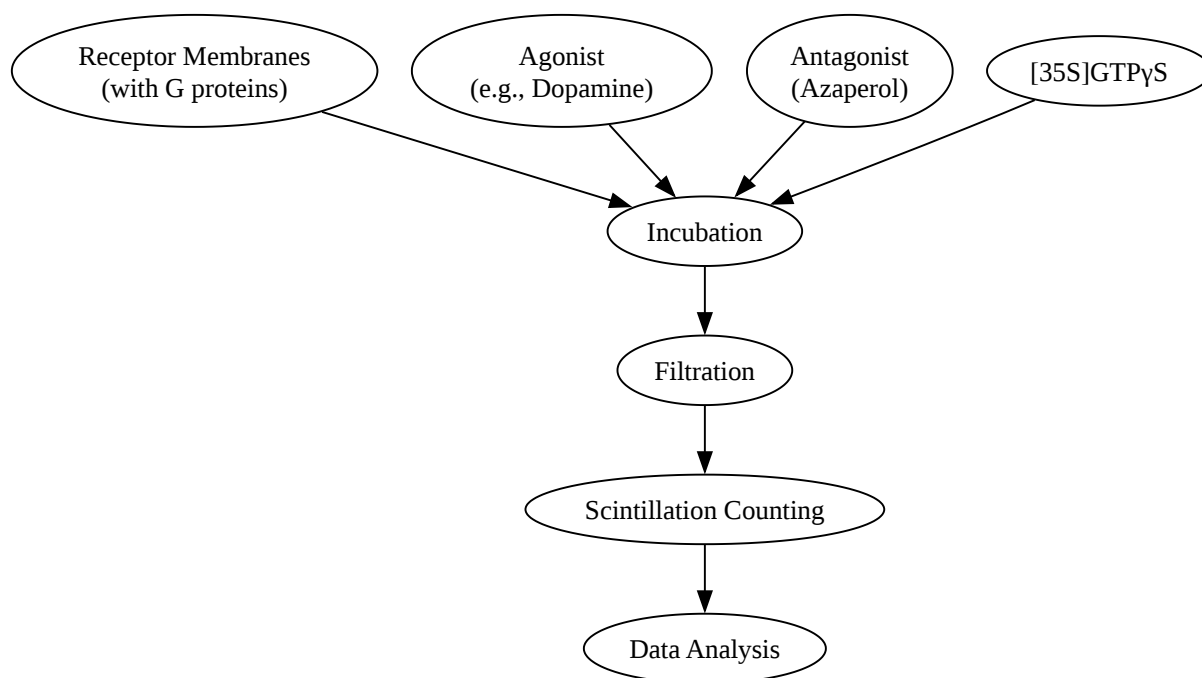 Receptor Membranes
(with G proteins)
Agonist
(e.g., Dopamine)
Antagonist
(Azaperol)
[35S]GTPγS
Incubation
Filtration
Scintillation Counting
Data Analysis